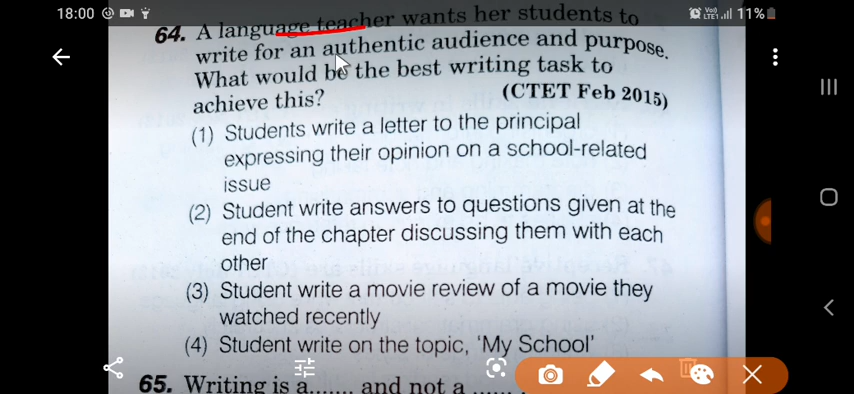 18:00 Vo) LTE1 11%
64. A language teacher wants her students to
write for an authentic audience and purpose.
What would be the best writing task to
achieve this? (CTET Feb 2015)
(1) Students write a letter to the principal
expressing their opinion on a school-related
issue
(2) Student write answers to questions given at the
end of the chapter discussing them with each
other
(3) Student write a movie review of a movie they
watched recently
(4) Student write on the topic, 'My School'
65. Writing is a....... and not a .......